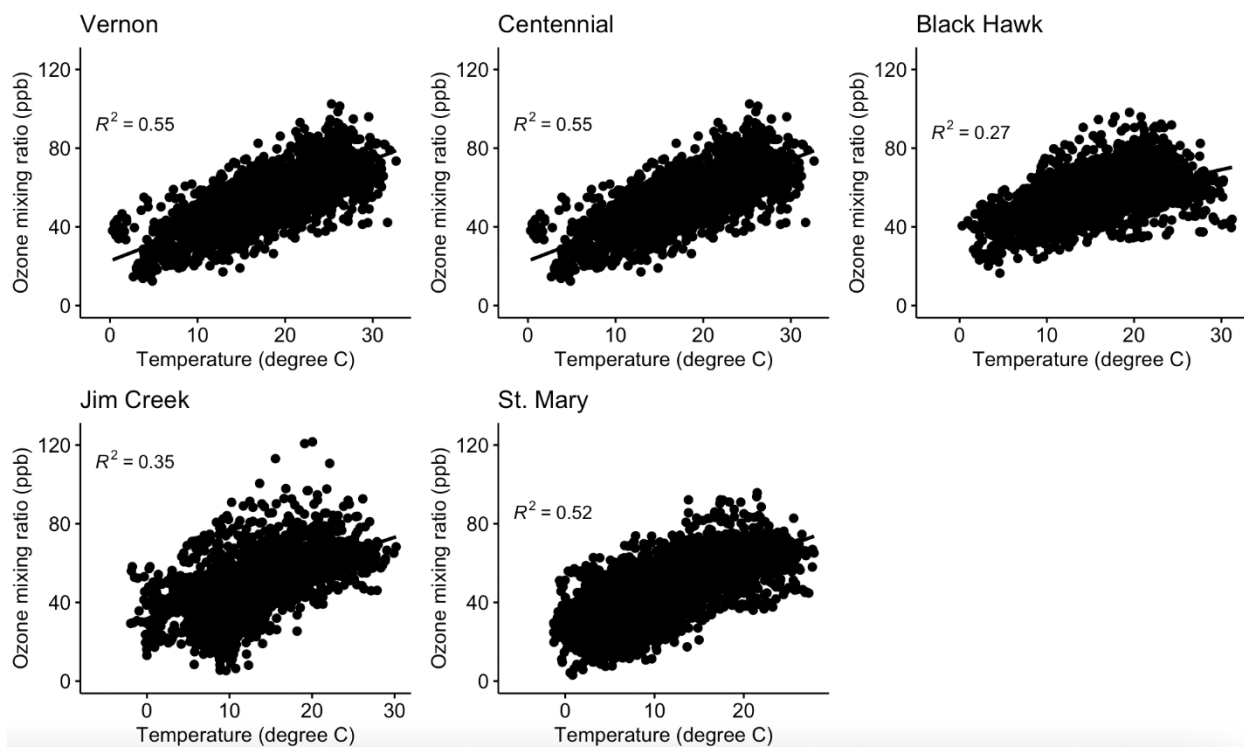 Vernon
Ozone mixing ratio (ppb)
120
80
40
0
R² = 0.55
0 10 20 30
Temperature (degree C)
Centennial
Ozone mixing ratio (ppb)
120
80
40
0
R² = 0.55
0 10 20 30
Temperature (degree C)
Black Hawk
Ozone mixing ratio (ppb)
120
80
40
0
R² = 0.27
0 10 20 30
Temperature (degree C)
Jim Creek
Ozone mixing ratio (ppb)
120
80
40
0
R² = 0.35
0 10 20 30
Temperature (degree C)
St. Mary
Ozone mixing ratio (ppb)
120
80
40
0
R² = 0.52
0 10 20
Temperature (degree C)